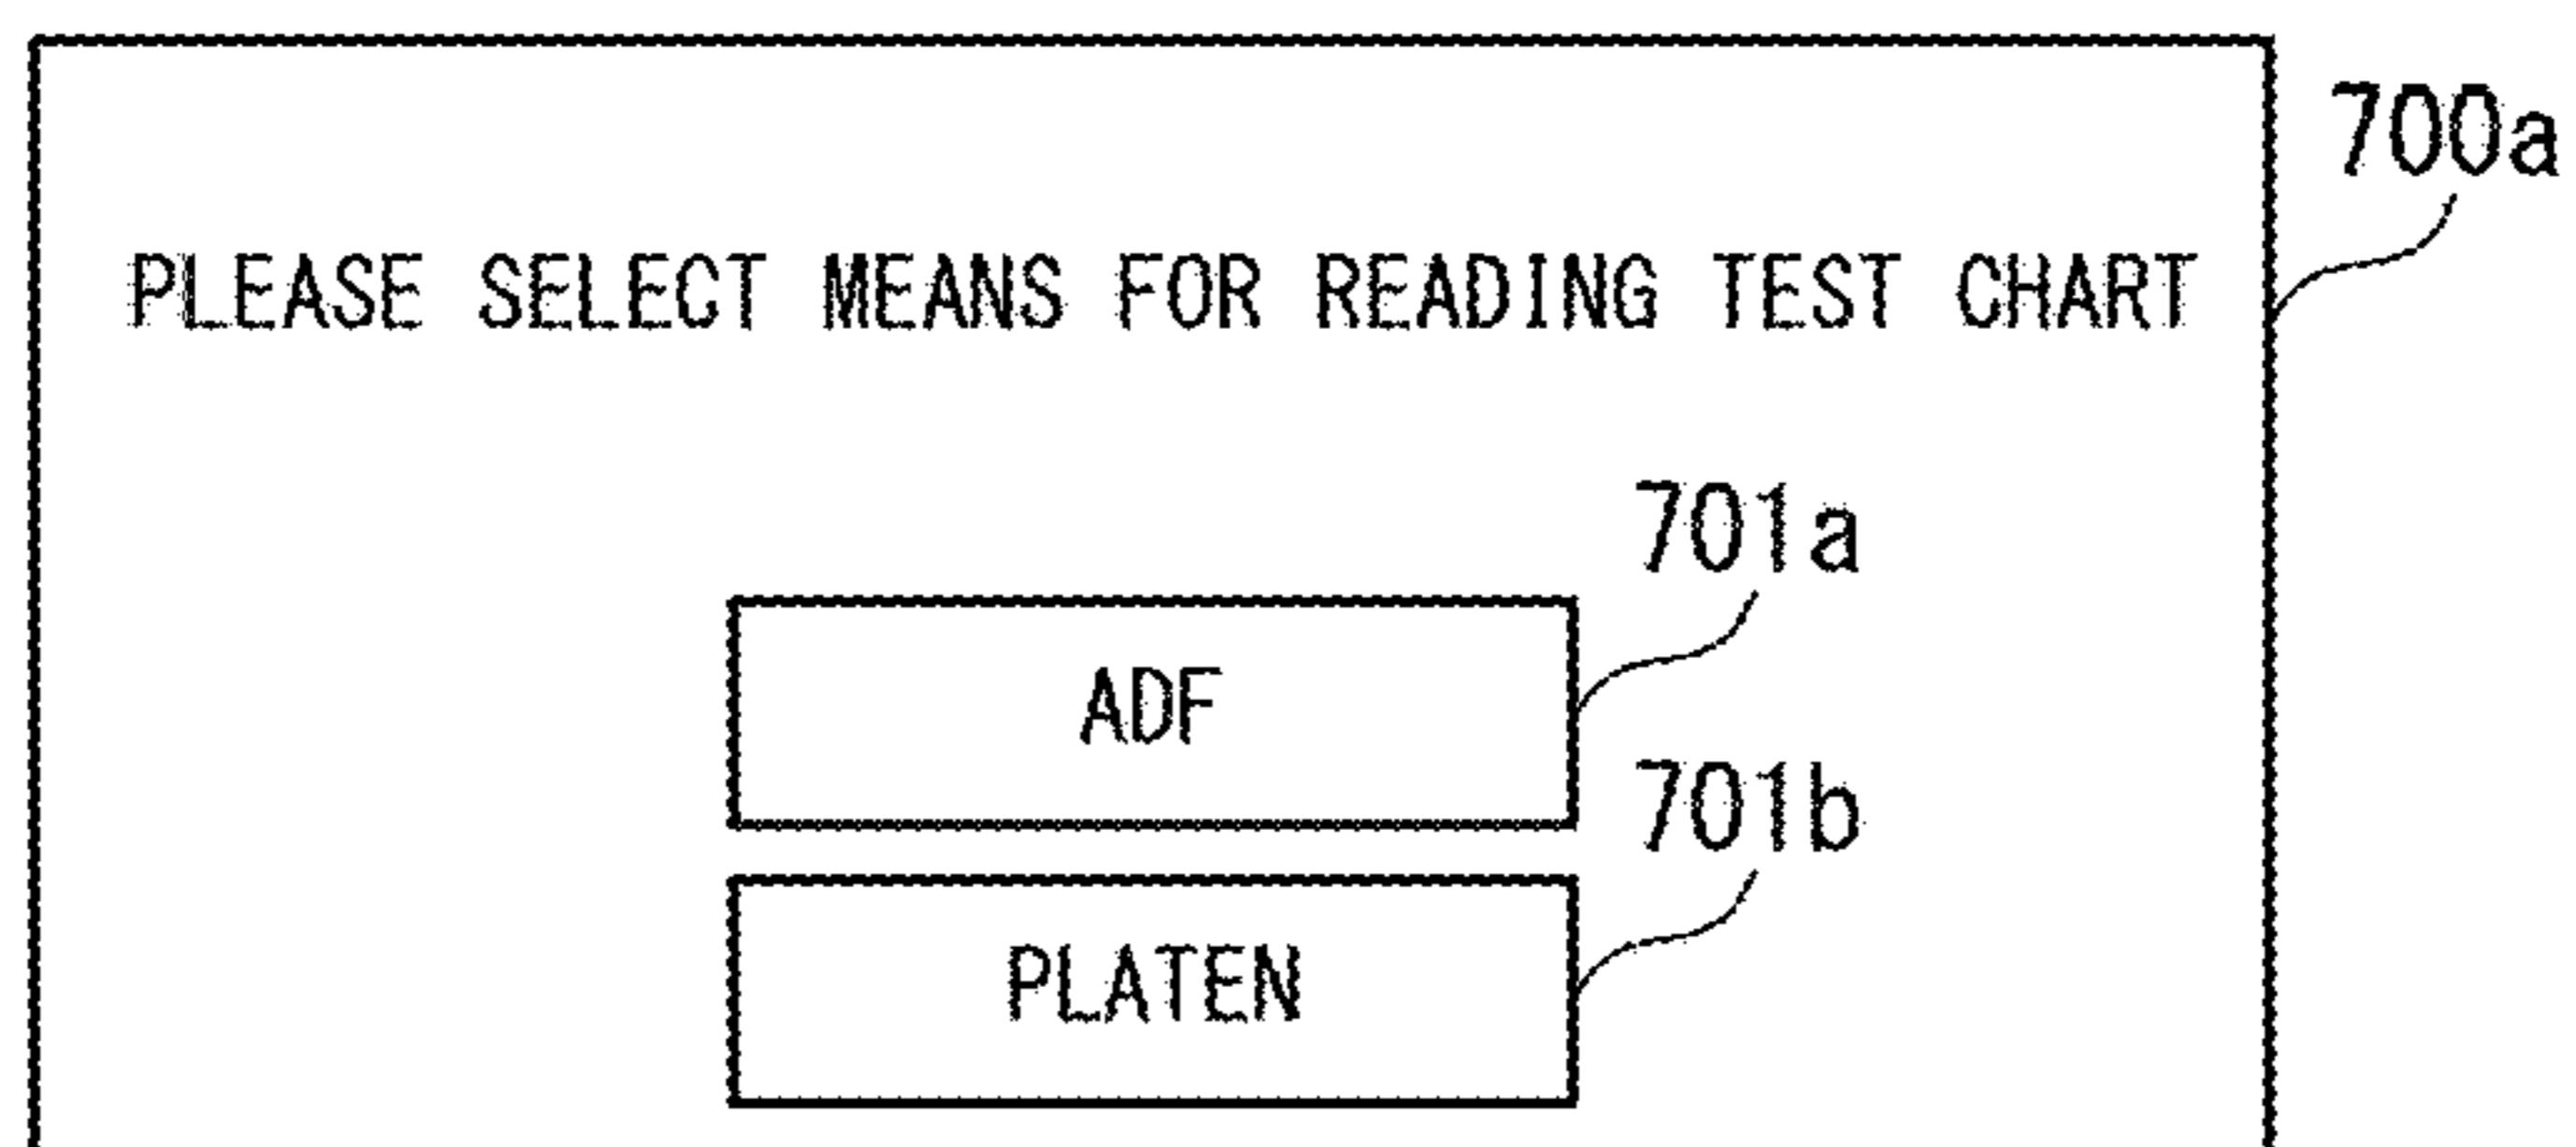 700a
PLEASE SELECT MEANS FOR READING TEST CHART
701a
ADF
701b
PLATEN